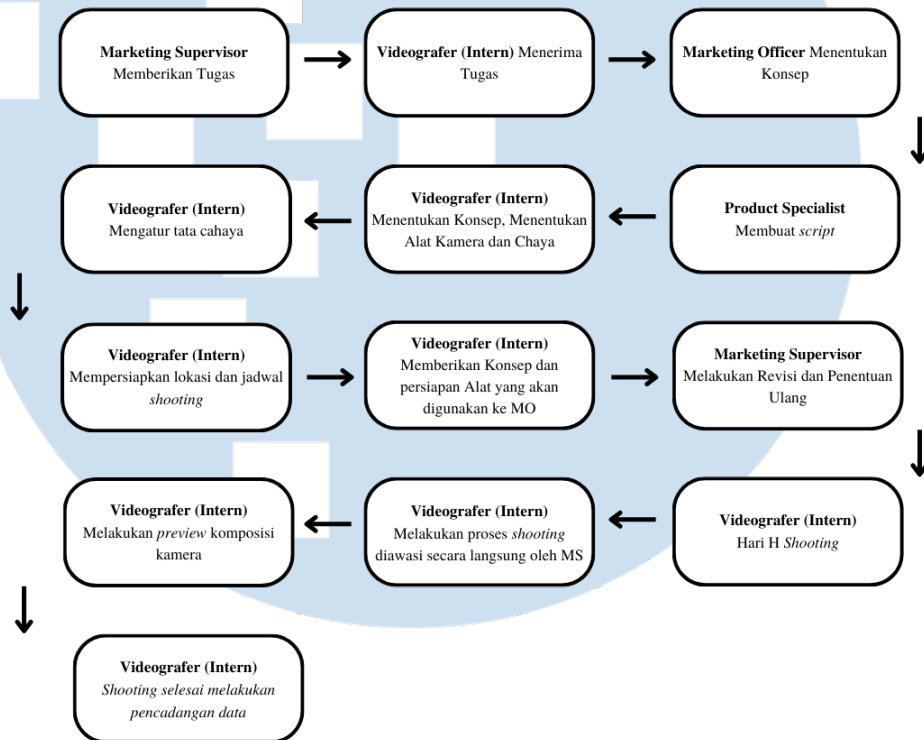 Marketing Supervisor
Memberikan Tugas
Videografer (Intern) Menerima
Tugas
Marketing Officer Menentukan
Konsep
Product Specialist
Membuat script
Videografer (Intern)
Menentukan Konsep, Menentukan
Alat Kamera dan Chaya
Videografer (Intern)
Mengatur tata cahaya
Videografer (Intern)
Mempersiapkan lokasi dan jadwal
shooting
Videografer (Intern)
Memberikan Konsep dan
persiapan Alat yang akan
digunakan ke MO
Marketing Supervisor
Melakukan Revisi dan Penentuan
Ulang
Videografer (Intern)
Hari H Shooting
Videografer (Intern)
Melakukan proses shooting
diawasi secara langsung oleh MS
Videografer (Intern)
Melakukan preview komposisi
kamera
Videografer (Intern)
Shooting selesai melakukan
pencadangan data